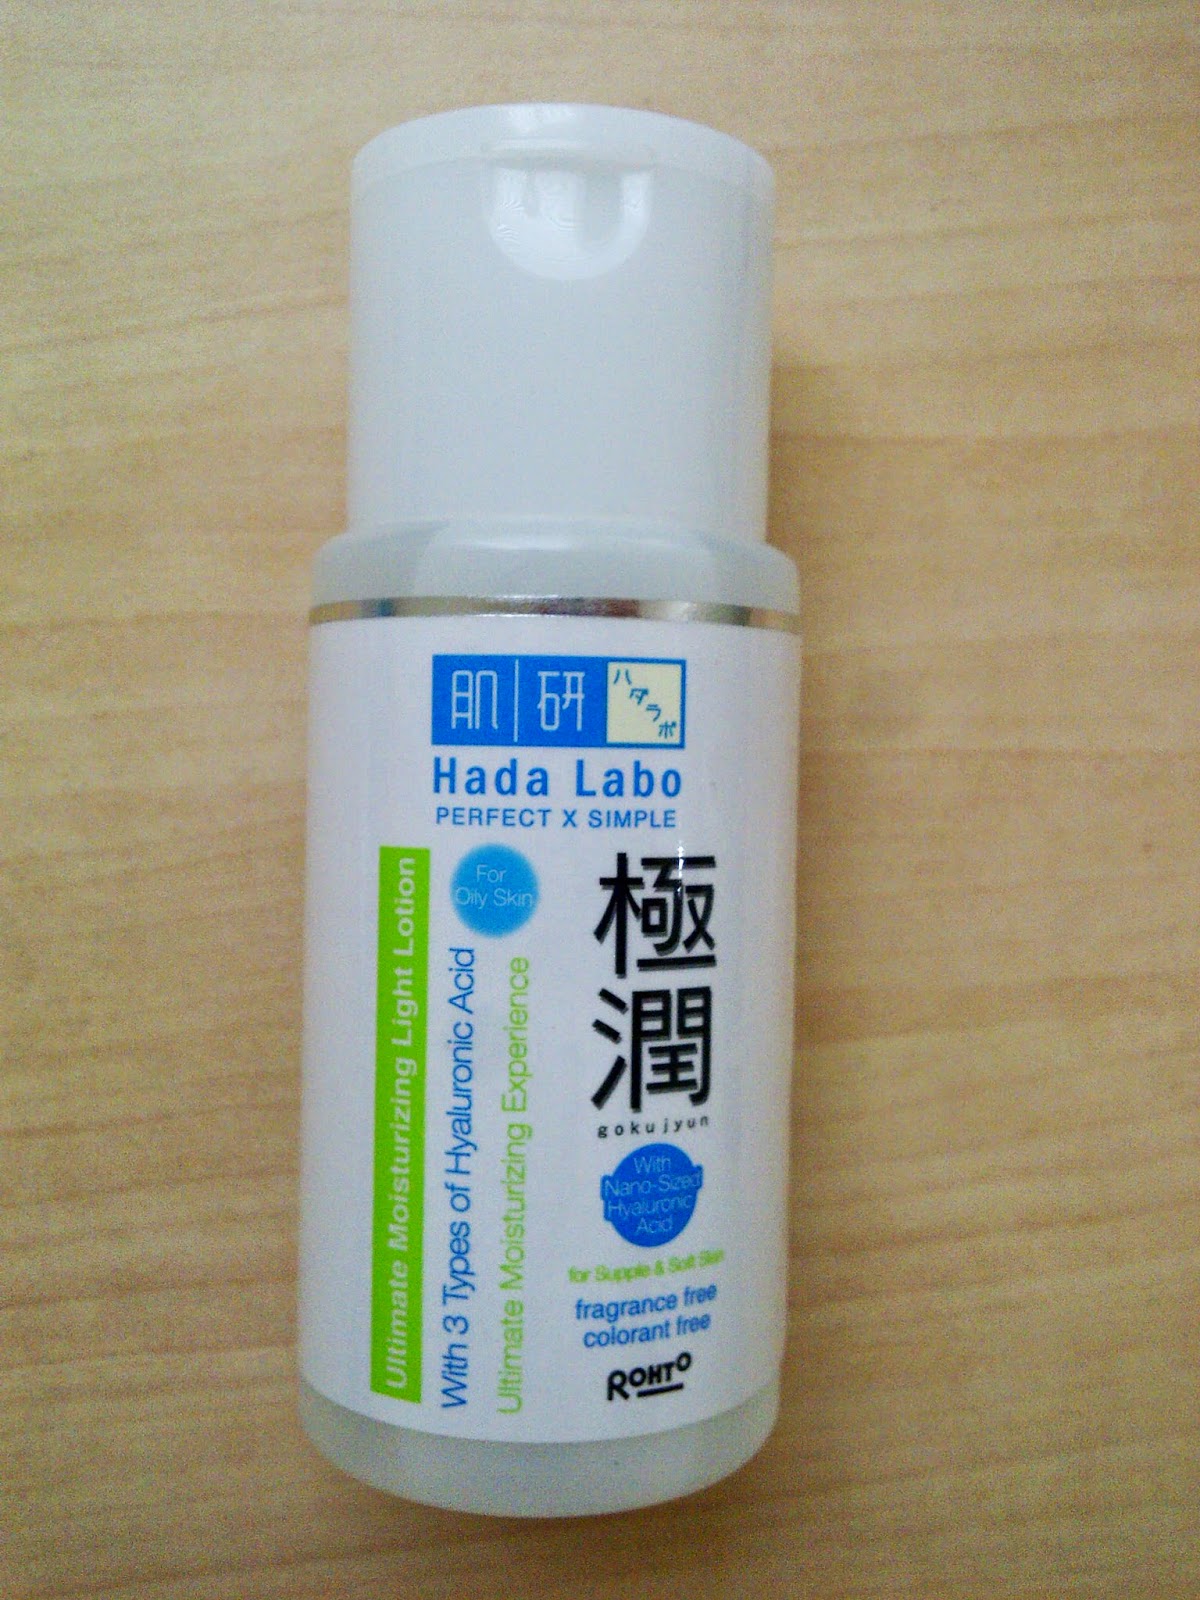 肌研
ハダラボ
Hada Labo
PERFECT X SIMPLE
Ultimate Moisturizing Light Lotion
For
Oily Skin
With 3 Types of Hyaluronic Acid
Ultimate Moisturizing Experience
極潤
gokujyun
With
Nano-Sized
Hyaluronic
Acid
for Supple & Soft Skin
fragrance free
colorant free
ROHTO